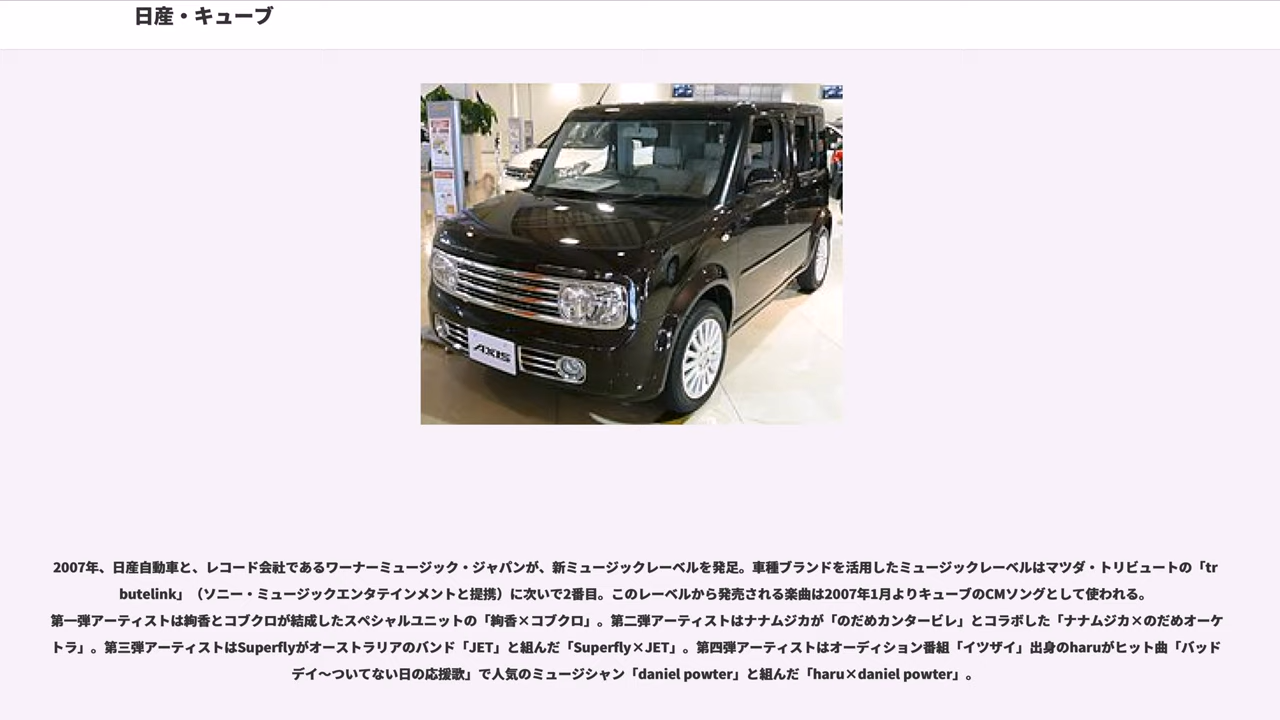 日産・キューブ
AXIS
2007年、日産自動車と、レコード会社であるワーナーミュージック・ジャパンが、新ミュージックレーベルを発足。車種ブランドを活用したミュージックレーベルはマツダ・トリビュートの「tr
butelink」（ソニー・ミュージックエンタテインメントと提携）に次いで2番目。このレーベルから発売される楽曲は2007年1月よりキューブのCMソングとして使われる。
第一弾アーティストは絢香とコブクロが結成したスペシャルユニットの「絢香×コブクロ」。第二弾アーティストはナナムジカが「のだめカンタービレ」とコラボした「ナナムジカ×のだめオーケ
トラ」。第三弾アーティストはSuperflyがオーストラリアのバンド「JET」と組んだ「Superfly×JET」。第四弾アーティストはオーディション番組「イツザイ」出身のharuがヒット曲「バッド
デイ〜ついてない日の応援歌」で人気のミュージシャン「daniel powter」と組んだ「haru×daniel powter」。